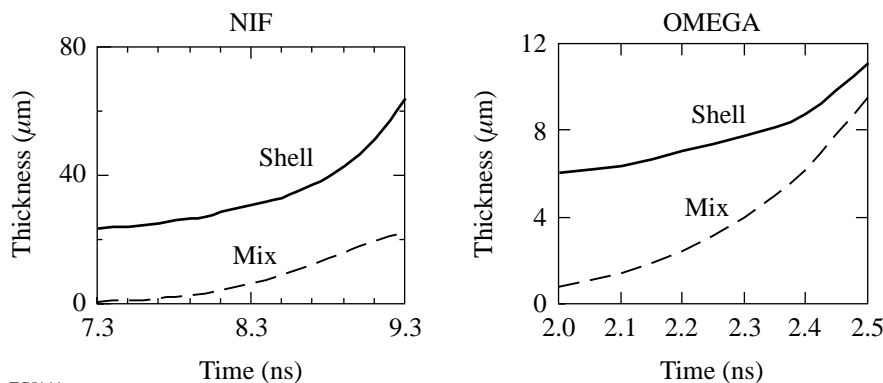 NIF
80
40
0
Thickness (μm)
Shell
Mix
7.3
8.3
9.3
Time (ns)
OMEGA
12
8
4
0
Thickness (μm)
Shell
Mix
2.0
2.1
2.2
2.3
2.4
2.5
Time (ns)